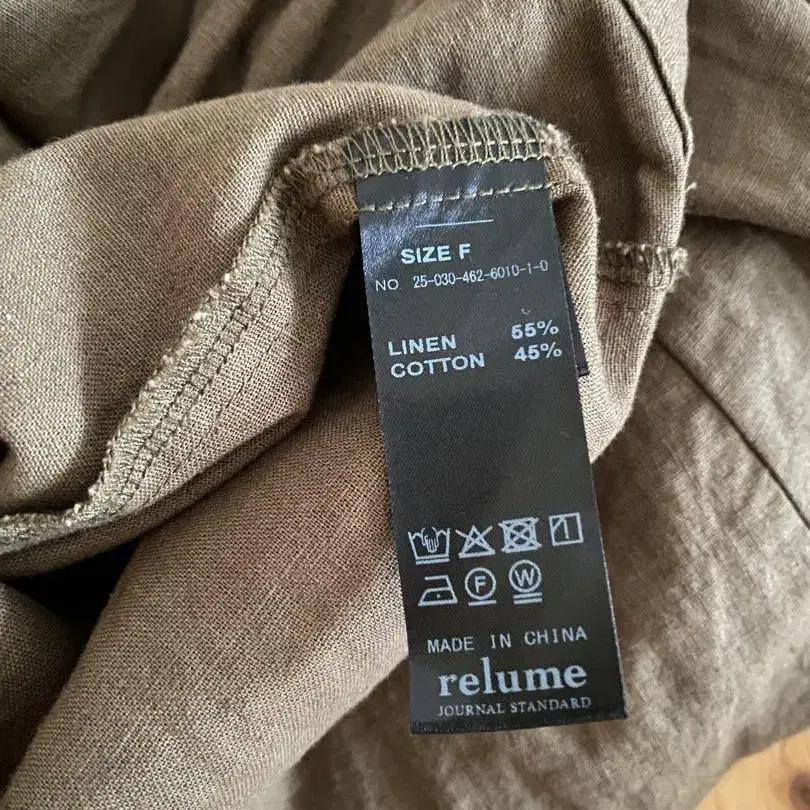 SIZE F
NO 25-030-462-6010-1-0
LINEN 55%
COTTON 45%
F W
MADE IN CHINA
relume
JOURNAL STANDARD